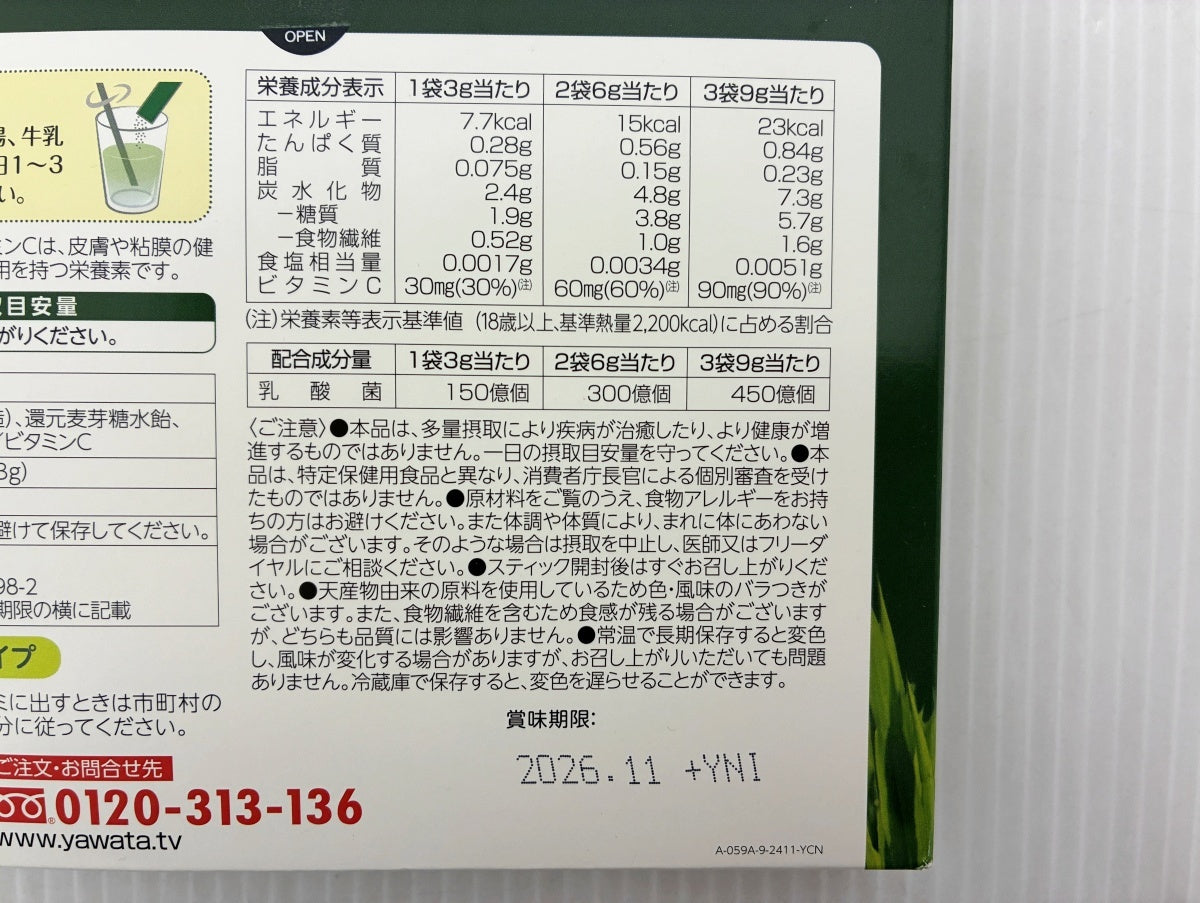 OPEN
湯、牛乳
日1〜3
い。
ミンCは、皮膚や粘膜の健
用を持つ栄養素です。
取目安量
がりください。
造)、還元麦芽糖水飴、
/ビタミンC
3g)
避けて保存してください。
98-2
期限の横に記載
イプ
ミに出すときは市町村の
分に従ってください。
ご注文・お問合せ先
0120-313-136
www.yawata.tv
栄養成分表示 1袋3g当たり 2袋6g当たり 3袋9g当たり
エネルギー 7.7kcal 15kcal 23kcal
たんぱく質 0.28g 0.56g 0.84g
脂質 0.075g 0.15g 0.23g
炭水化物 2.4g 4.8g 7.3g
−糖質 1.9g 3.8g 5.7g
−食物繊維 0.52g 1.0g 1.6g
食塩相当量 0.0017g 0.0034g 0.0051g
ビタミンC 30mg(30%)(注) 60mg(60%)(注) 90mg(90%)(注)
(注)栄養素等表示基準値 (18歳以上、基準熱量2,200kcal)に占める割合
配合成分量 1袋3g当たり 2袋6g当たり 3袋9g当たり
乳酸菌 150億個 300億個 450億個
〈ご注意〉●本品は、多量摂取により疾病が治癒したり、より健康が増
進するものではありません。一日の摂取目安量を守ってください。●本
品は、特定保健用食品と異なり、消費者庁長官による個別審査を受け
たものではありません。●原材料をご覧のうえ、食物アレルギーをお持
ちの方はお避けください。また体調や体質により、まれに体にあわない
場合がございます。そのような場合は摂取を中止し、医師又はフリーダ
イヤルにご相談ください。●スティック開封後はすぐお召し上がりくだ
さい。●天産物由来の原料を使用しているため色・風味のバラつきが
ございます。また、食物繊維を含むため食感が残る場合がございます
が、どちらも品質には影響ありません。●常温で長期保存すると変色
し、風味が変化する場合がありますが、お召し上がりいただいても問題
ありません。冷蔵庫で保存すると、変色を遅らせることができます。
賞味期限:
2026.11 +YNI
A-059A-9-2411-YCN